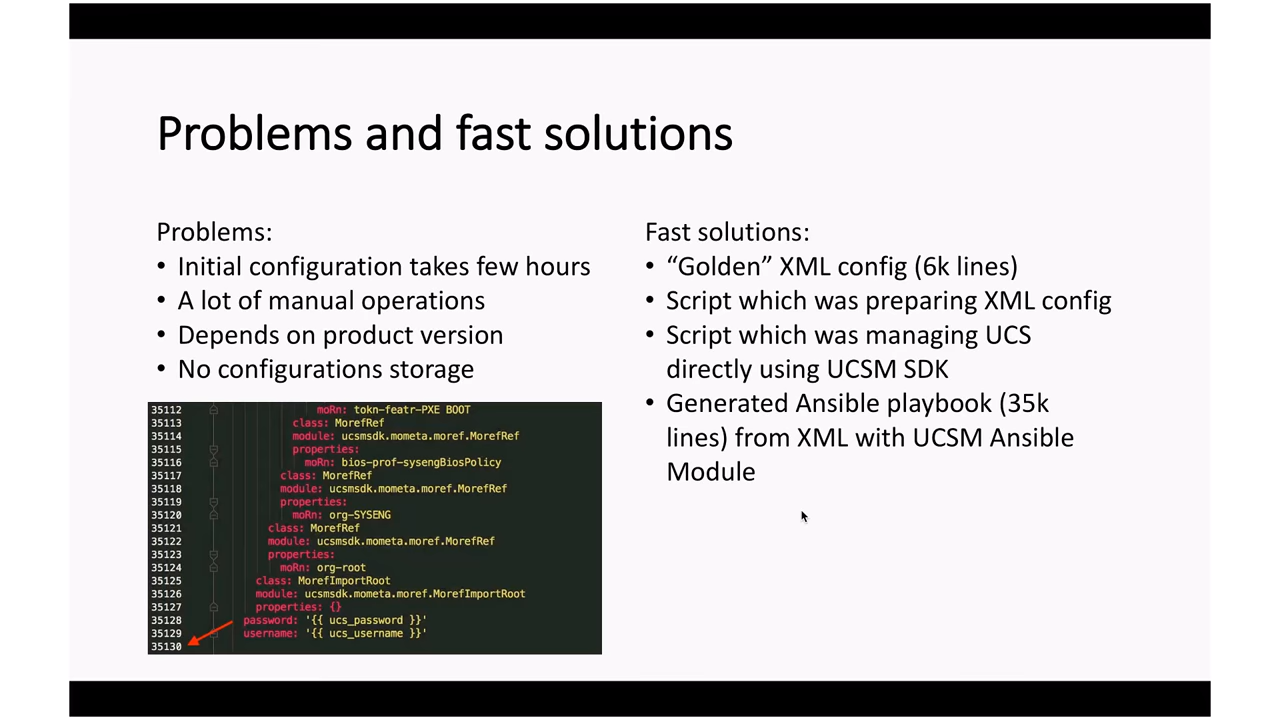 Problems and fast solutions
Problems:
• Initial configuration takes few hours
• A lot of manual operations
• Depends on product version
• No configurations storage
35112 moRn: tokn-featr-PXE BOOT
35113 class: MorefRef
35114 module: ucsmsdk.mometa.moref.MorefRef
35115 properties:
35116 moRn: bios-prof-sysengBiosPolicy
35117 class: MorefRef
35118 module: ucsmsdk.mometa.moref.MorefRef
35119 properties:
35120 moRn: org-SYSENG
35121 class: MorefRef
35122 module: ucsmsdk.mometa.moref.MorefRef
35123 properties:
35124 moRn: org-root
35125 class: MorefImportRoot
35126 module: ucsmsdk.mometa.moref.MorefImportRoot
35127 properties: {}
35128 password: '{{ ucs_password }}'
35129 username: '{{ ucs_username }}'
35130
Fast solutions:
• “Golden” XML config (6k lines)
• Script which was preparing XML config
• Script which was managing UCS
directly using UCSM SDK
• Generated Ansible playbook (35k
lines) from XML with UCSM Ansible
Module